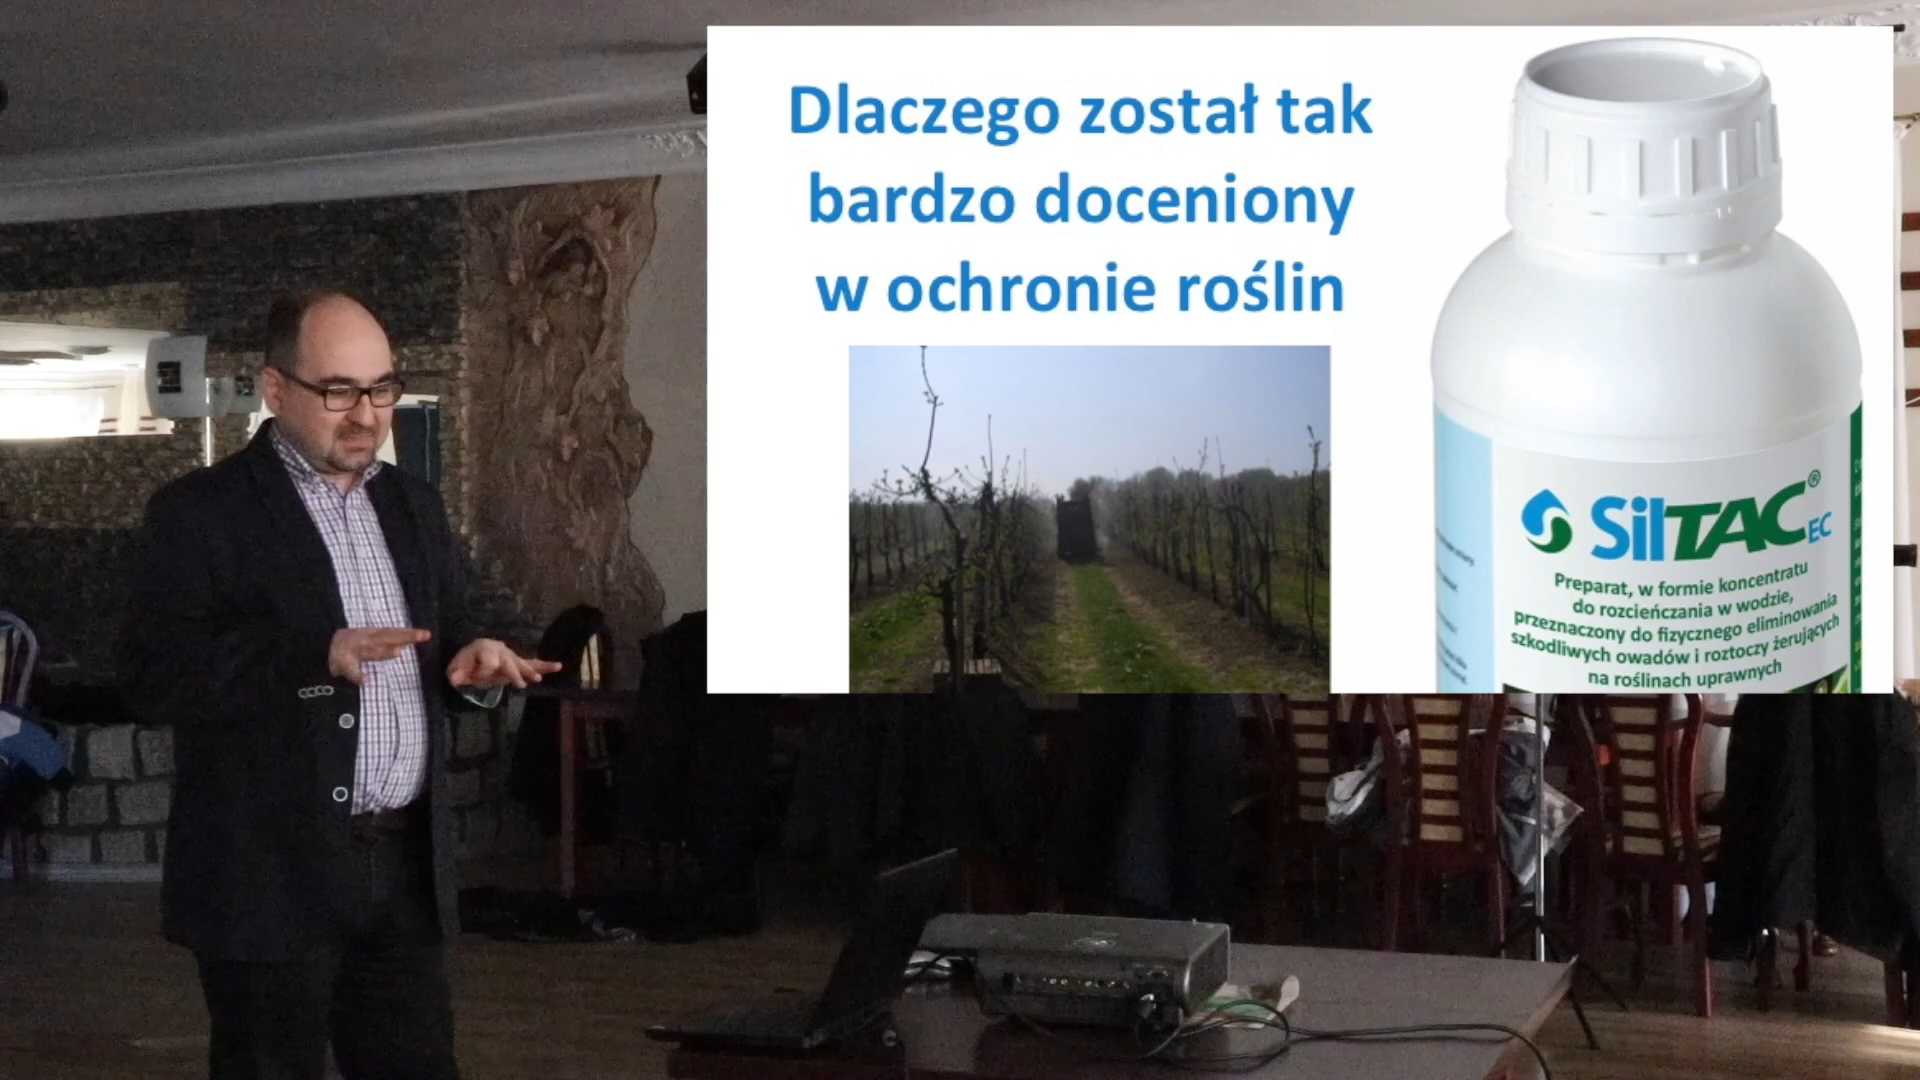 Dlaczego został tak
bardzo doceniony
w ochronie roślin
SilTAC® EC
Preparat, w formie koncentratu
do rozcieńczania w wodzie,
przeznaczony do fizycznego eliminowania
szkodliwych owadów i roztoczy żerujących
na roślinach uprawnych